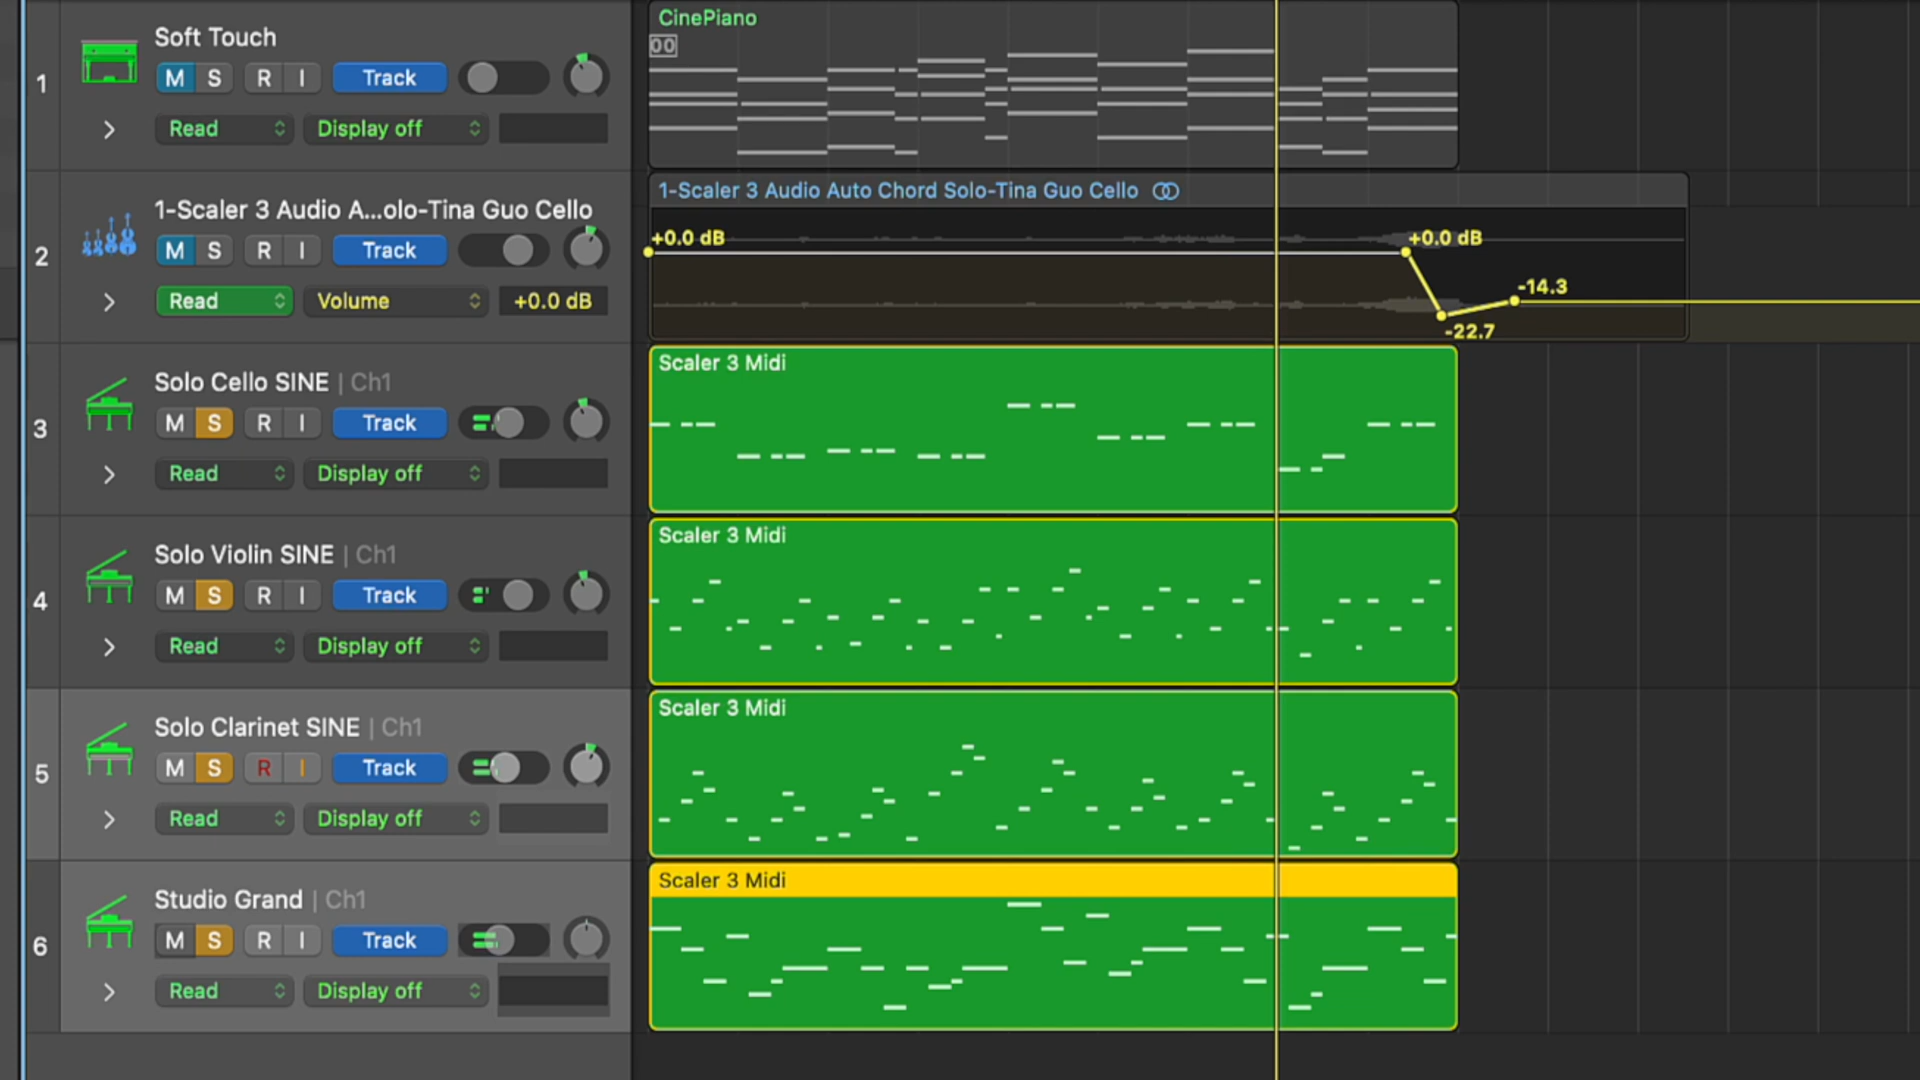 1
Soft Touch
M S R I Track
Read Display off
CinePiano
2
1-Scaler 3 Audio A...olo-Tina Guo Cello
M S R I Track
Read Volume +0.0 dB
1-Scaler 3 Audio Auto Chord Solo-Tina Guo Cello
+0.0 dB
+0.0 dB
-14.3
-22.7
3
Solo Cello SINE | Ch1
M S R I Track
Read Display off
Scaler 3 Midi
4
Solo Violin SINE | Ch1
M S R I Track
Read Display off
Scaler 3 Midi
5
Solo Clarinet SINE | Ch1
M S R I Track
Read Display off
Scaler 3 Midi
6
Studio Grand | Ch1
M S R I Track
Read Display off
Scaler 3 Midi